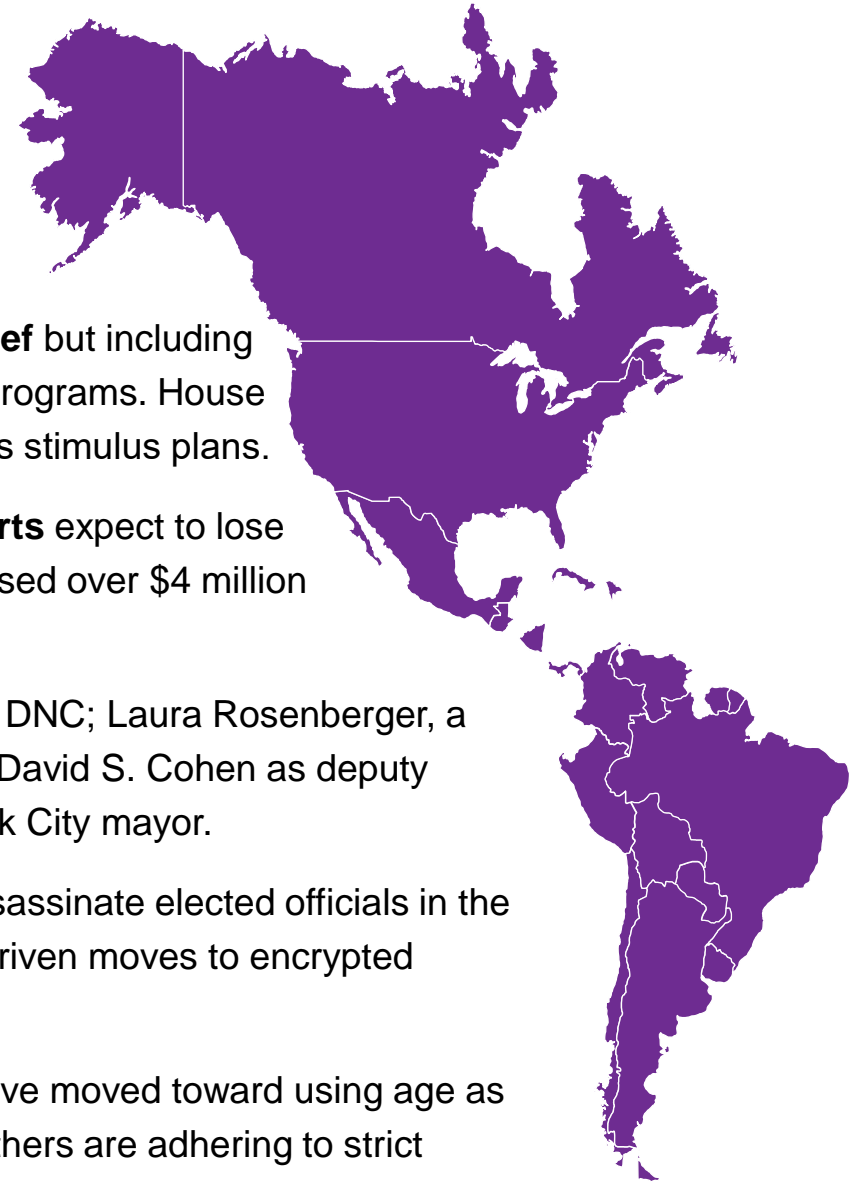 ef but including
rograms. House
s stimulus plans.
rts expect to lose
sed over $4 million
DNC; Laura Rosenberger, a
David S. Cohen as deputy
k City mayor.
sassinate elected officials in the
riven moves to encrypted
ve moved toward using age as
thers are adhering to strict